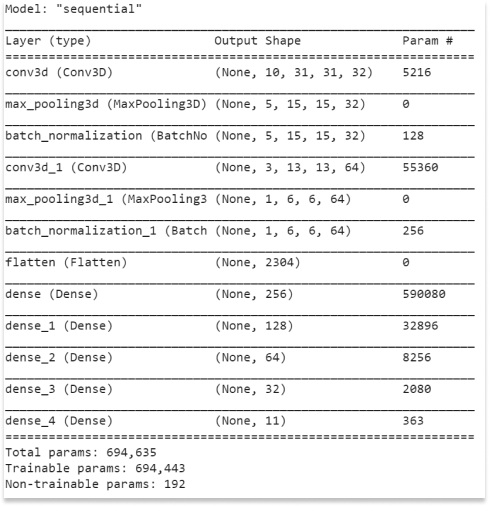 Model: "sequential"
Layer (type) Output Shape Param #
conv3d (Conv3D) (None, 10, 31, 31, 32) 5216
max_pooling3d (MaxPooling3D) (None, 5, 15, 15, 32) 0
batch_normalization (BatchNo (None, 5, 15, 15, 32) 128
conv3d_1 (Conv3D) (None, 3, 13, 13, 64) 55360
max_pooling3d_1 (MaxPooling3 (None, 1, 6, 6, 64) 0
batch_normalization_1 (Batch (None, 1, 6, 6, 64) 256
flatten (Flatten) (None, 2304) 0
dense (Dense) (None, 256) 590080
dense_1 (Dense) (None, 128) 32896
dense_2 (Dense) (None, 64) 8256
dense_3 (Dense) (None, 32) 2080
dense_4 (Dense) (None, 11) 363
Total params: 694,635
Trainable params: 694,443
Non-trainable params: 192